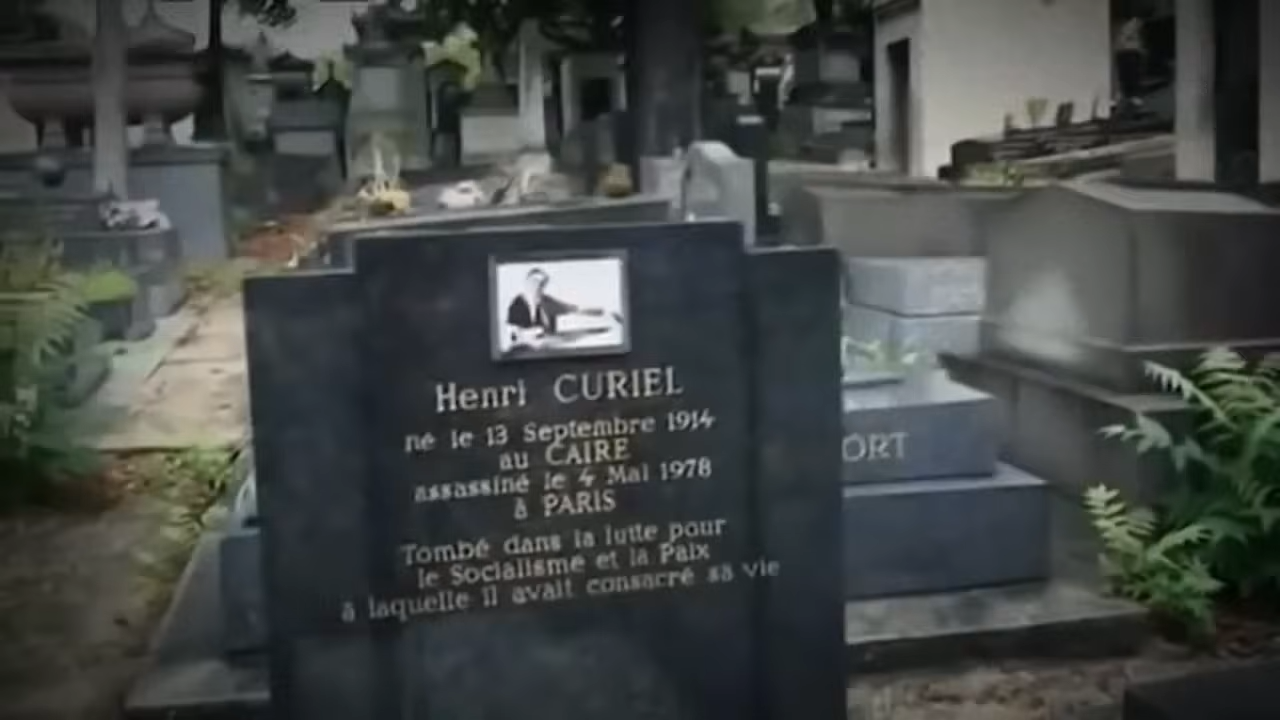 Henri CURIEL
né le 13 Septembre 1914
au CAIRE
assassiné le 4 Mai 1978
à PARIS
Tombé dans la lutte pour
le Socialisme et la Paix
à laquelle il avait consacré sa vie
ORT